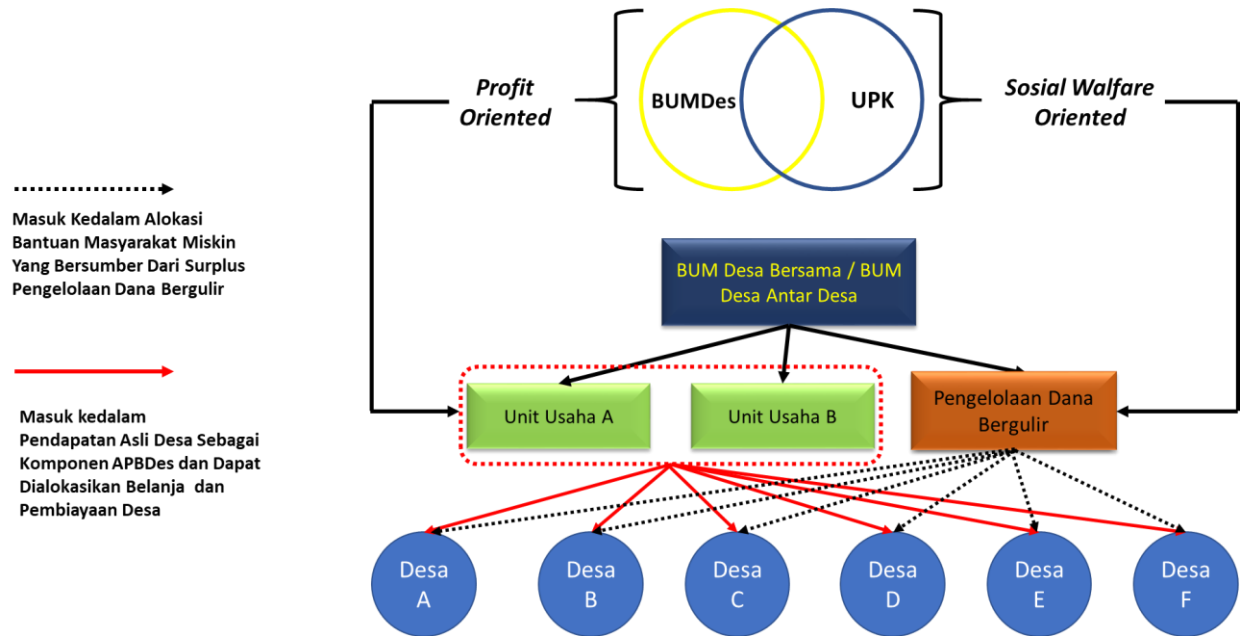 Profit
Oriented
BUMDes
UPK
Sosial Walfare
Oriented
Masuk Kedalam Alokasi
Bantuan Masyarakat Miskin
Yang Bersumber Dari Surplus
Pengelolaan Dana Bergulir
BUM Desa Bersama / BUM
Desa Antar Desa
Masuk kedalam
Pendapatan Asli Desa Sebagai
Komponen APBDes dan Dapat
Dialokasikan Belanja dan
Pembiayaan Desa
Unit Usaha A
Unit Usaha B
Pengelolaan Dana
Bergulir
Desa
A
Desa
B
Desa
C
Desa
D
Desa
E
Desa
F